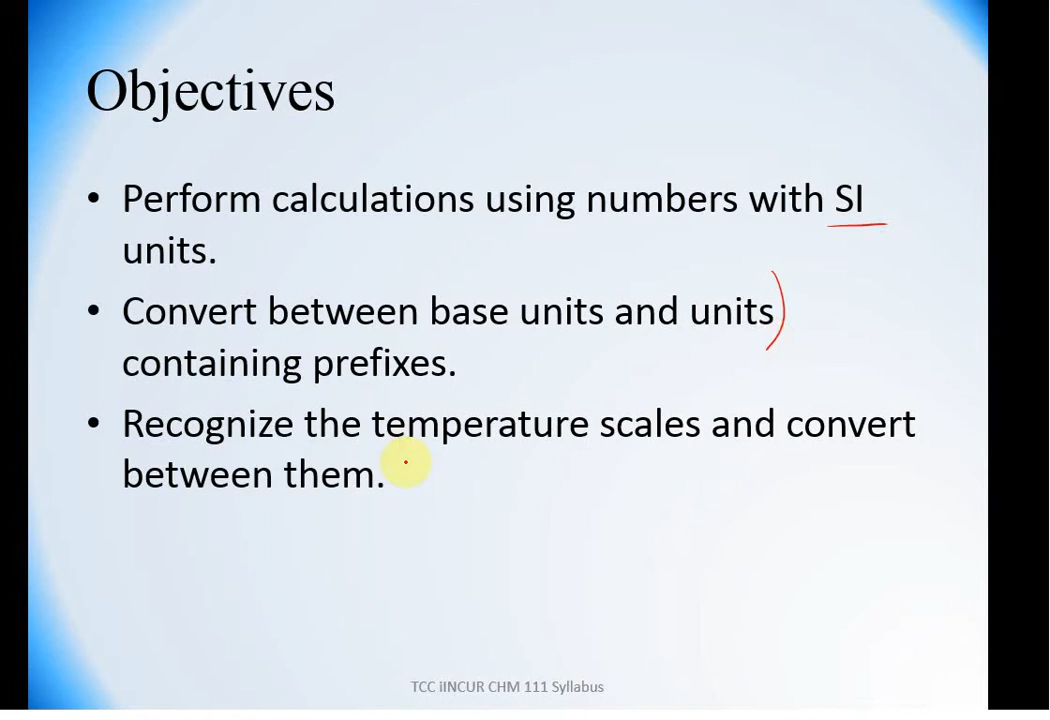 Objectives
• Perform calculations using numbers with SI
units.
• Convert between base units and units
containing prefixes.
• Recognize the temperature scales and convert
between them.
TCC iINCUR CHM 111 Syllabus